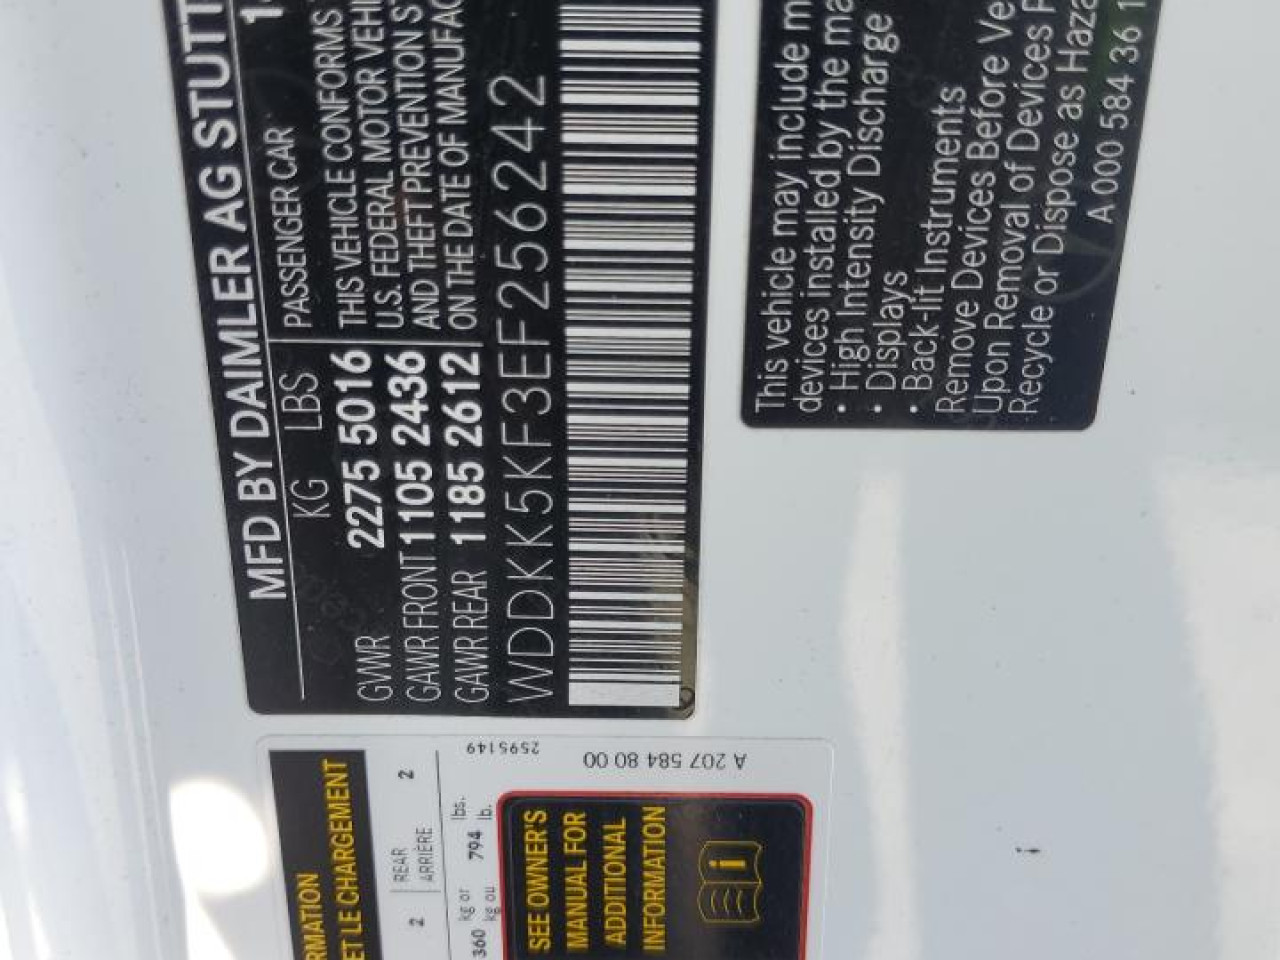 MFD BY DAIMLER AG STUTT
KG LBS PASSENGER CAR
GVWR 2275 5016 THIS VEHICLE CONFORMS
GAWR FRONT 1105 2436 U.S. FEDERAL MOTOR VEHI
GAWR REAR 1185 2612 AND THEFT PREVENTION S
ON THE DATE OF MANUFAC
WDDKK5KF3EF256242
This vehicle may include m
devices installed by the ma
• High Intensity Discharge
• Displays
• Back-lit Instruments
Remove Devices Before Ve
Upon Removal of Devices R
Recycle or Dispose as Haza
A 000 584 36 1
RMATION
ET LE CHARGEMENT
2 REAR 2
ARRIÈRE
360 kg or 794 lbs.
kg ou lb.
SEE OWNER'S
MANUAL FOR
ADDITIONAL
INFORMATION
i
2595149
A 207 584 80 00